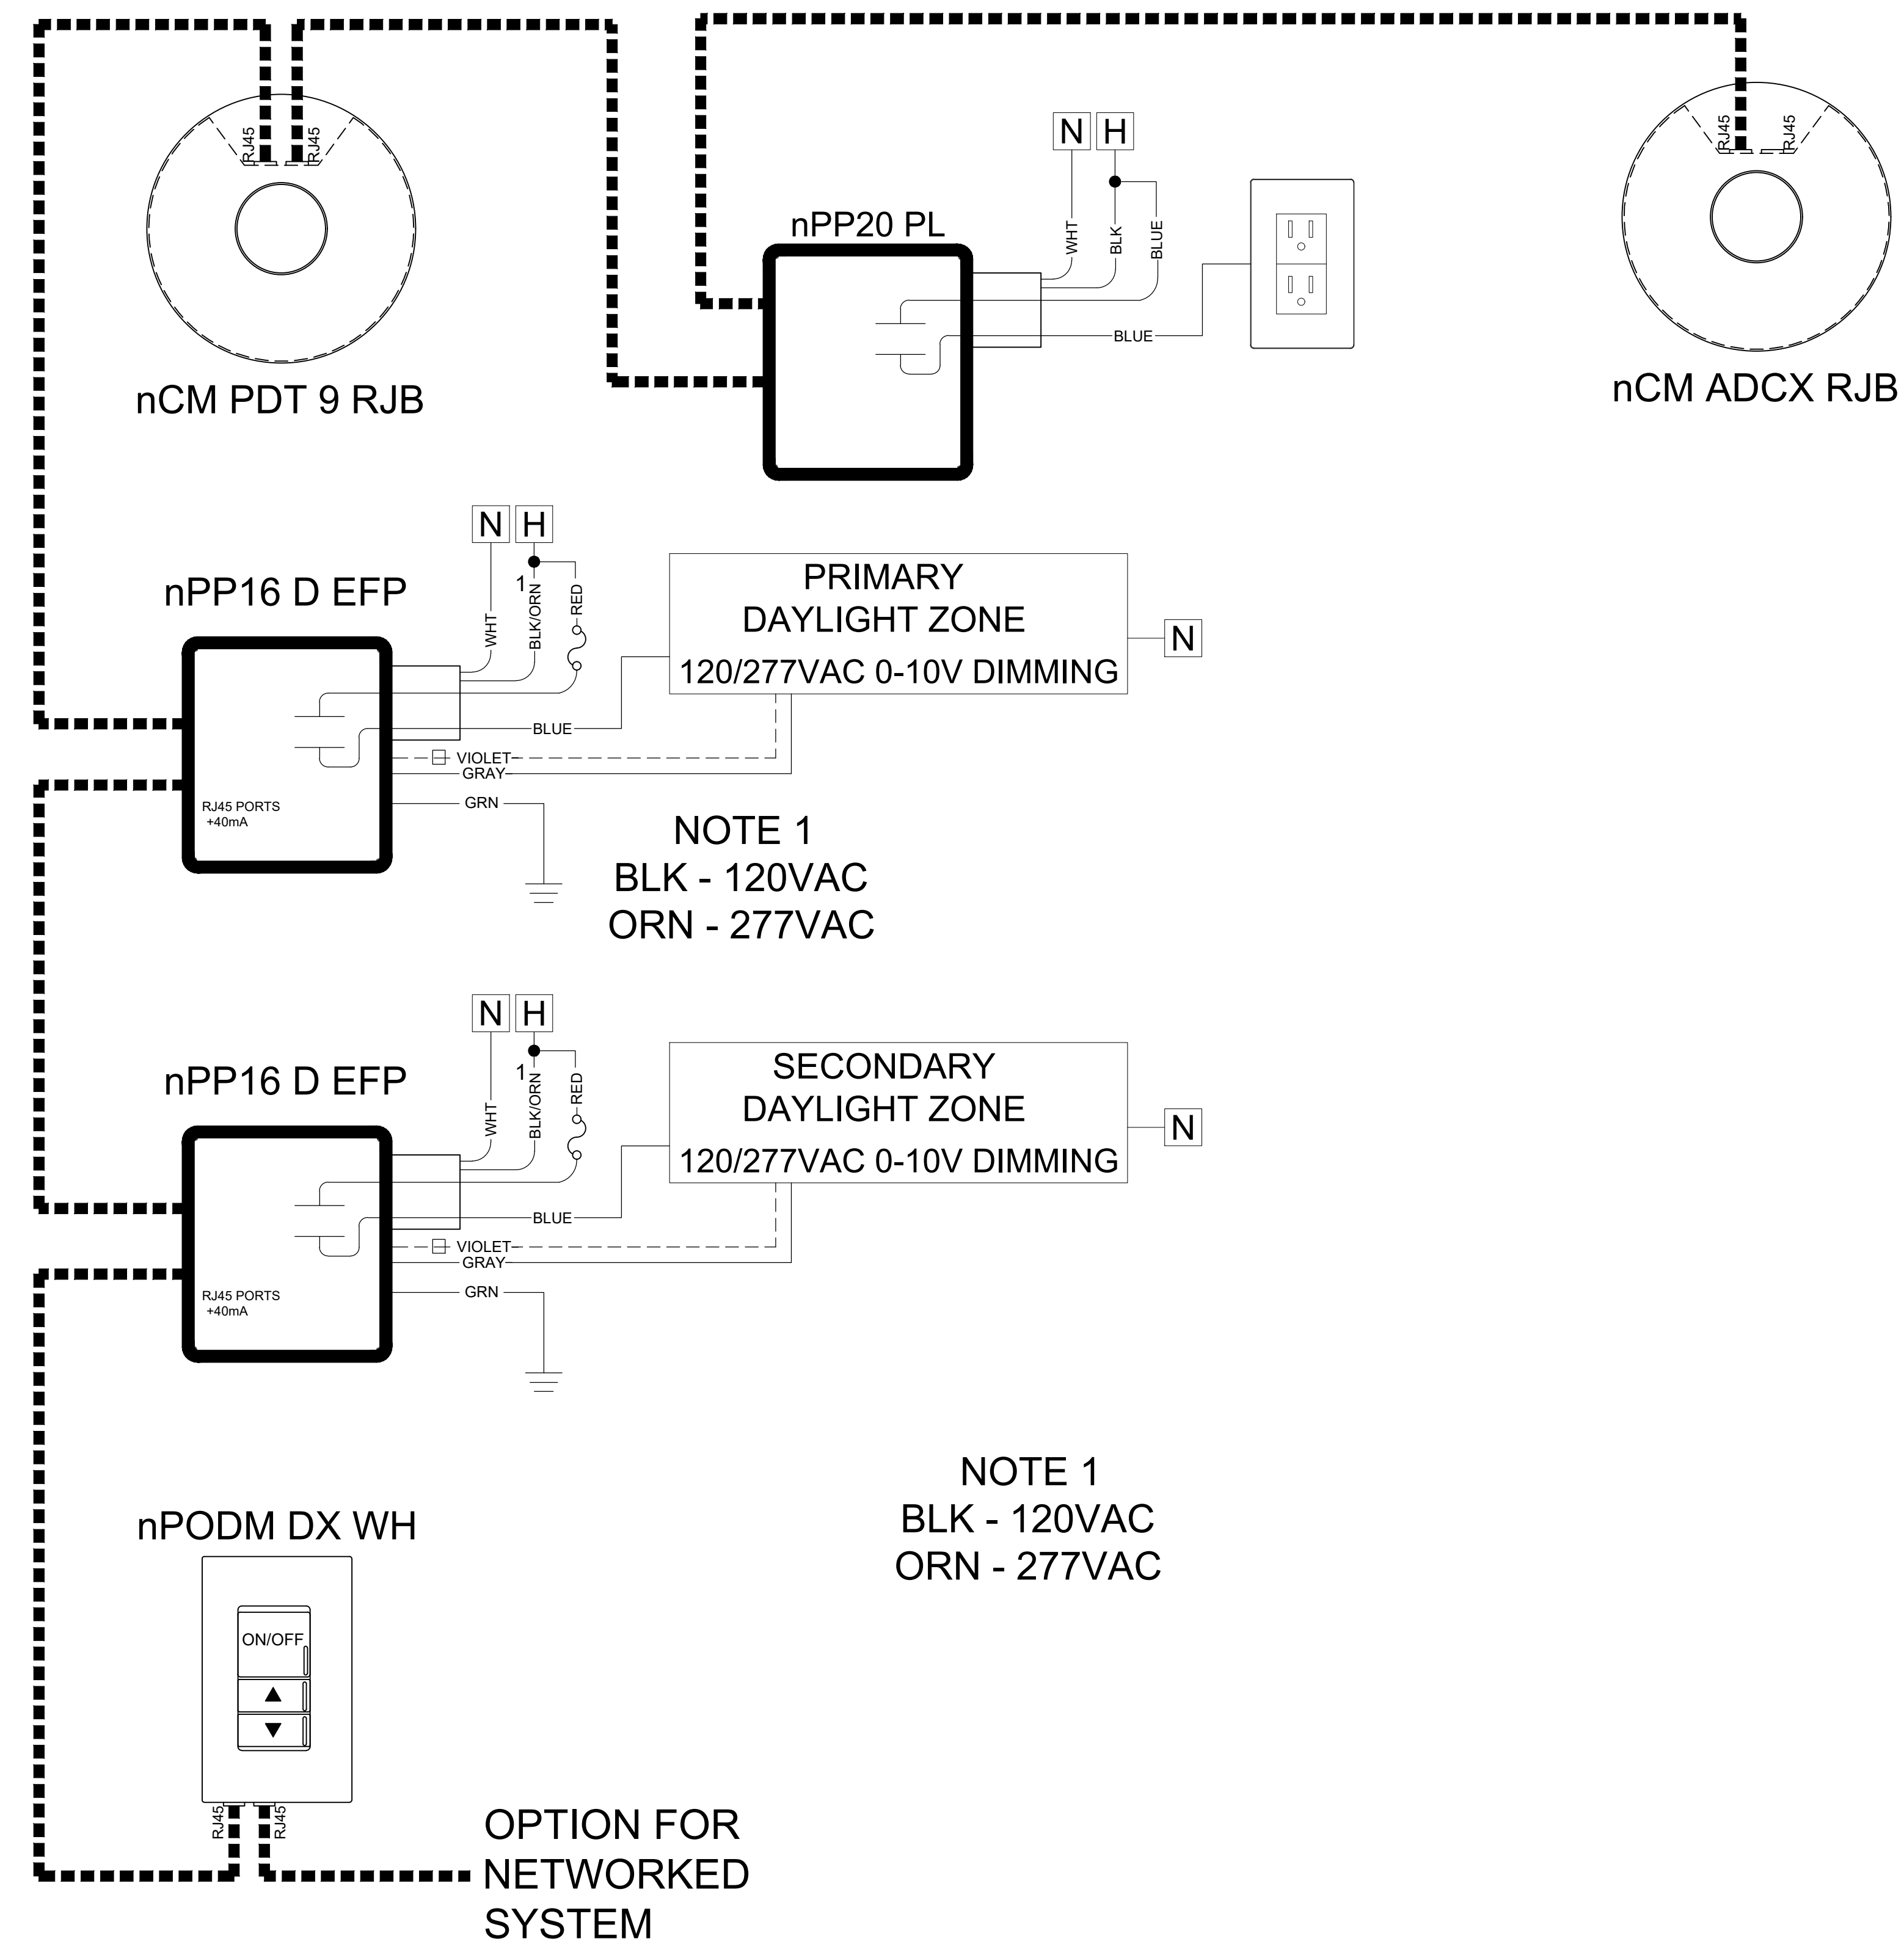 RJ45
RJ45
nCM PDT 9 RJB
nPP20 PL
N
H
WHT
BLK
BLUE
BLUE
RJ45
RJ45
nCM ADCX RJB
nPP16 D EFP
N
H
1
WHT
BLK/ORN
RED
BLUE
VIOLET
GRAY
GRN
RJ45 PORTS
+40mA
PRIMARY
DAYLIGHT ZONE
120/277VAC 0-10V DIMMING
N
NOTE 1
BLK - 120VAC
ORN - 277VAC
nPP16 D EFP
N
H
1
WHT
BLK/ORN
RED
BLUE
VIOLET
GRAY
GRN
RJ45 PORTS
+40mA
SECONDARY
DAYLIGHT ZONE
120/277VAC 0-10V DIMMING
N
NOTE 1
BLK - 120VAC
ORN - 277VAC
nPODM DX WH
ON/OFF
RJ45
RJ45
OPTION FOR
NETWORKED
SYSTEM